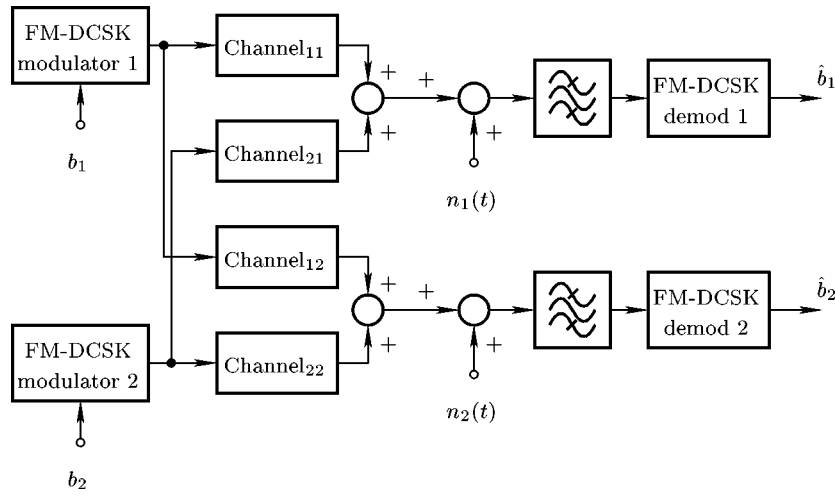 FM-DCSK
modulator 1
b₁
Channel₁₁
+
+
+
+
n₁(t)
FM-DCSK
demod 1
b̂₁
Channel₂₁
Channel₁₂
+
+
+
+
n₂(t)
FM-DCSK
demod 2
b̂₂
FM-DCSK
modulator 2
b₂
Channel₂₂